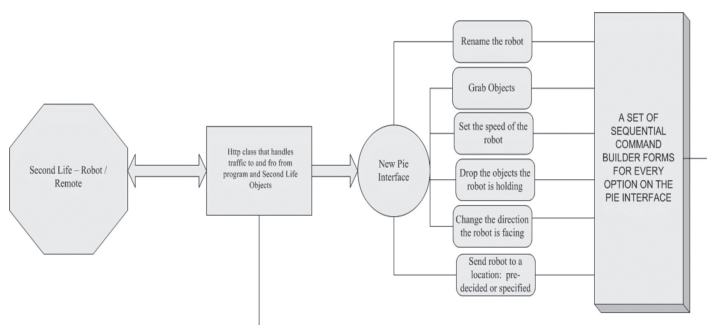 Second Life – Robot /
Remote
Http class that handles
traffic to and fro from
program and Second Life
Objects
New Pie
Interface
Rename the robot
Grab Objects
Set the speed of the
robot
Drop the objects the
robot is holding
Change the direction
the robot is facing
Send robot to a
location: pre-
decided or specified
A SET OF
SEQUENTIAL
COMMAND
BUILDER FORMS
FOR EVERY
OPTION ON THE
PIE INTERFACE